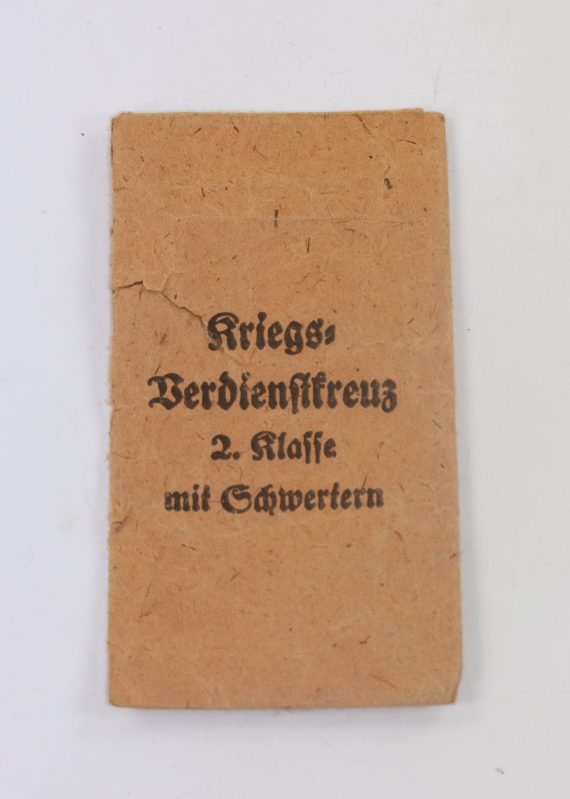 Kriegs-
Verdienstkreuz
2. Klasse
mit Schwertern